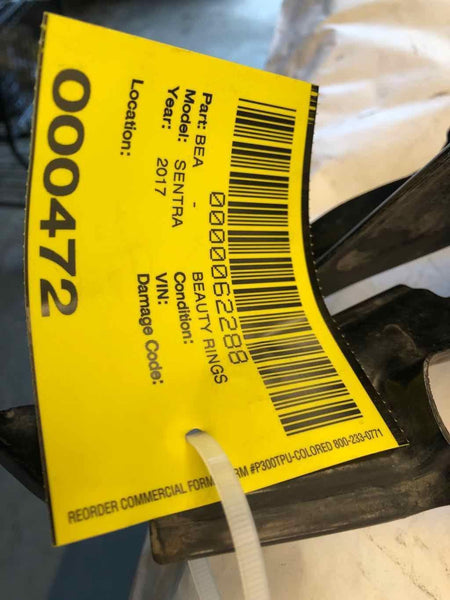 0000062288
Part: BEA - BEAUTY RINGS
Model: SENTRA Condition:
Year: 2017 VIN:
Damage Code:
Location:
000472
REORDER COMMERCIAL FORM #P300TPU-COLORED 800-233-0771